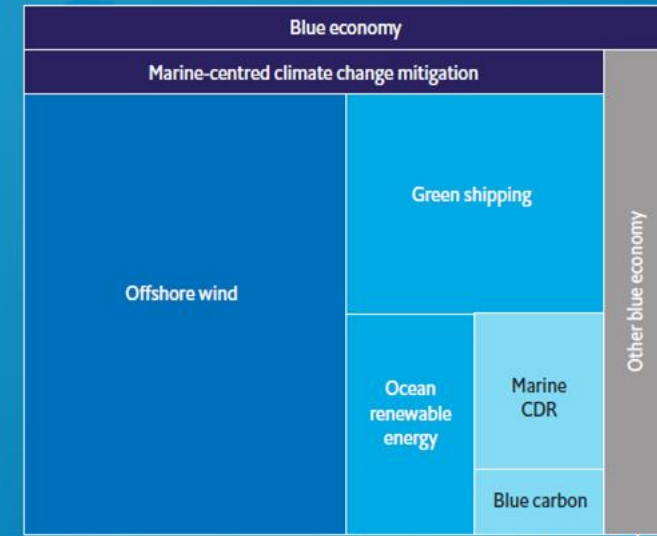 Blue economy
Marine-centred climate change mitigation
Offshore wind
Green shipping
Ocean
renewable
energy
Marine
CDR
Blue carbon
Other blue economy